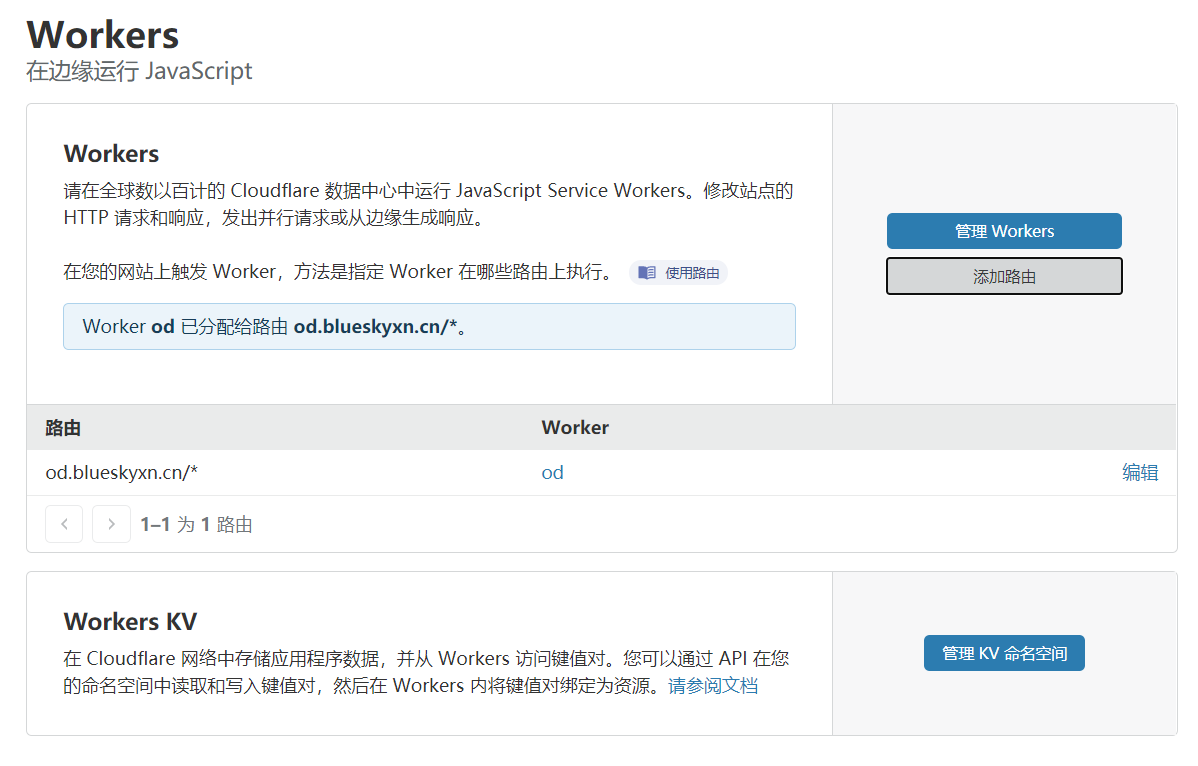 Workers
在边缘运行 JavaScript
Workers
请在全球数以百计的 Cloudflare 数据中心中运行 JavaScript Service Workers。修改站点的
HTTP 请求和响应，发出并行请求或从边缘生成响应。
在您的网站上触发 Worker，方法是指定 Worker 在哪些路由上执行。 使用路由
Worker od 已分配给路由 od.blueskyxn.cn/*。
管理 Workers
添加路由
路由 Worker
od.blueskyxn.cn/* od 编辑
1–1 为 1 路由
Workers KV
在 Cloudflare 网络中存储应用程序数据，并从 Workers 访问键值对。您可以通过 API 在您
的命名空间中读取和写入键值对，然后在 Workers 内将键值对绑定为资源。请参阅文档
管理 KV 命名空间